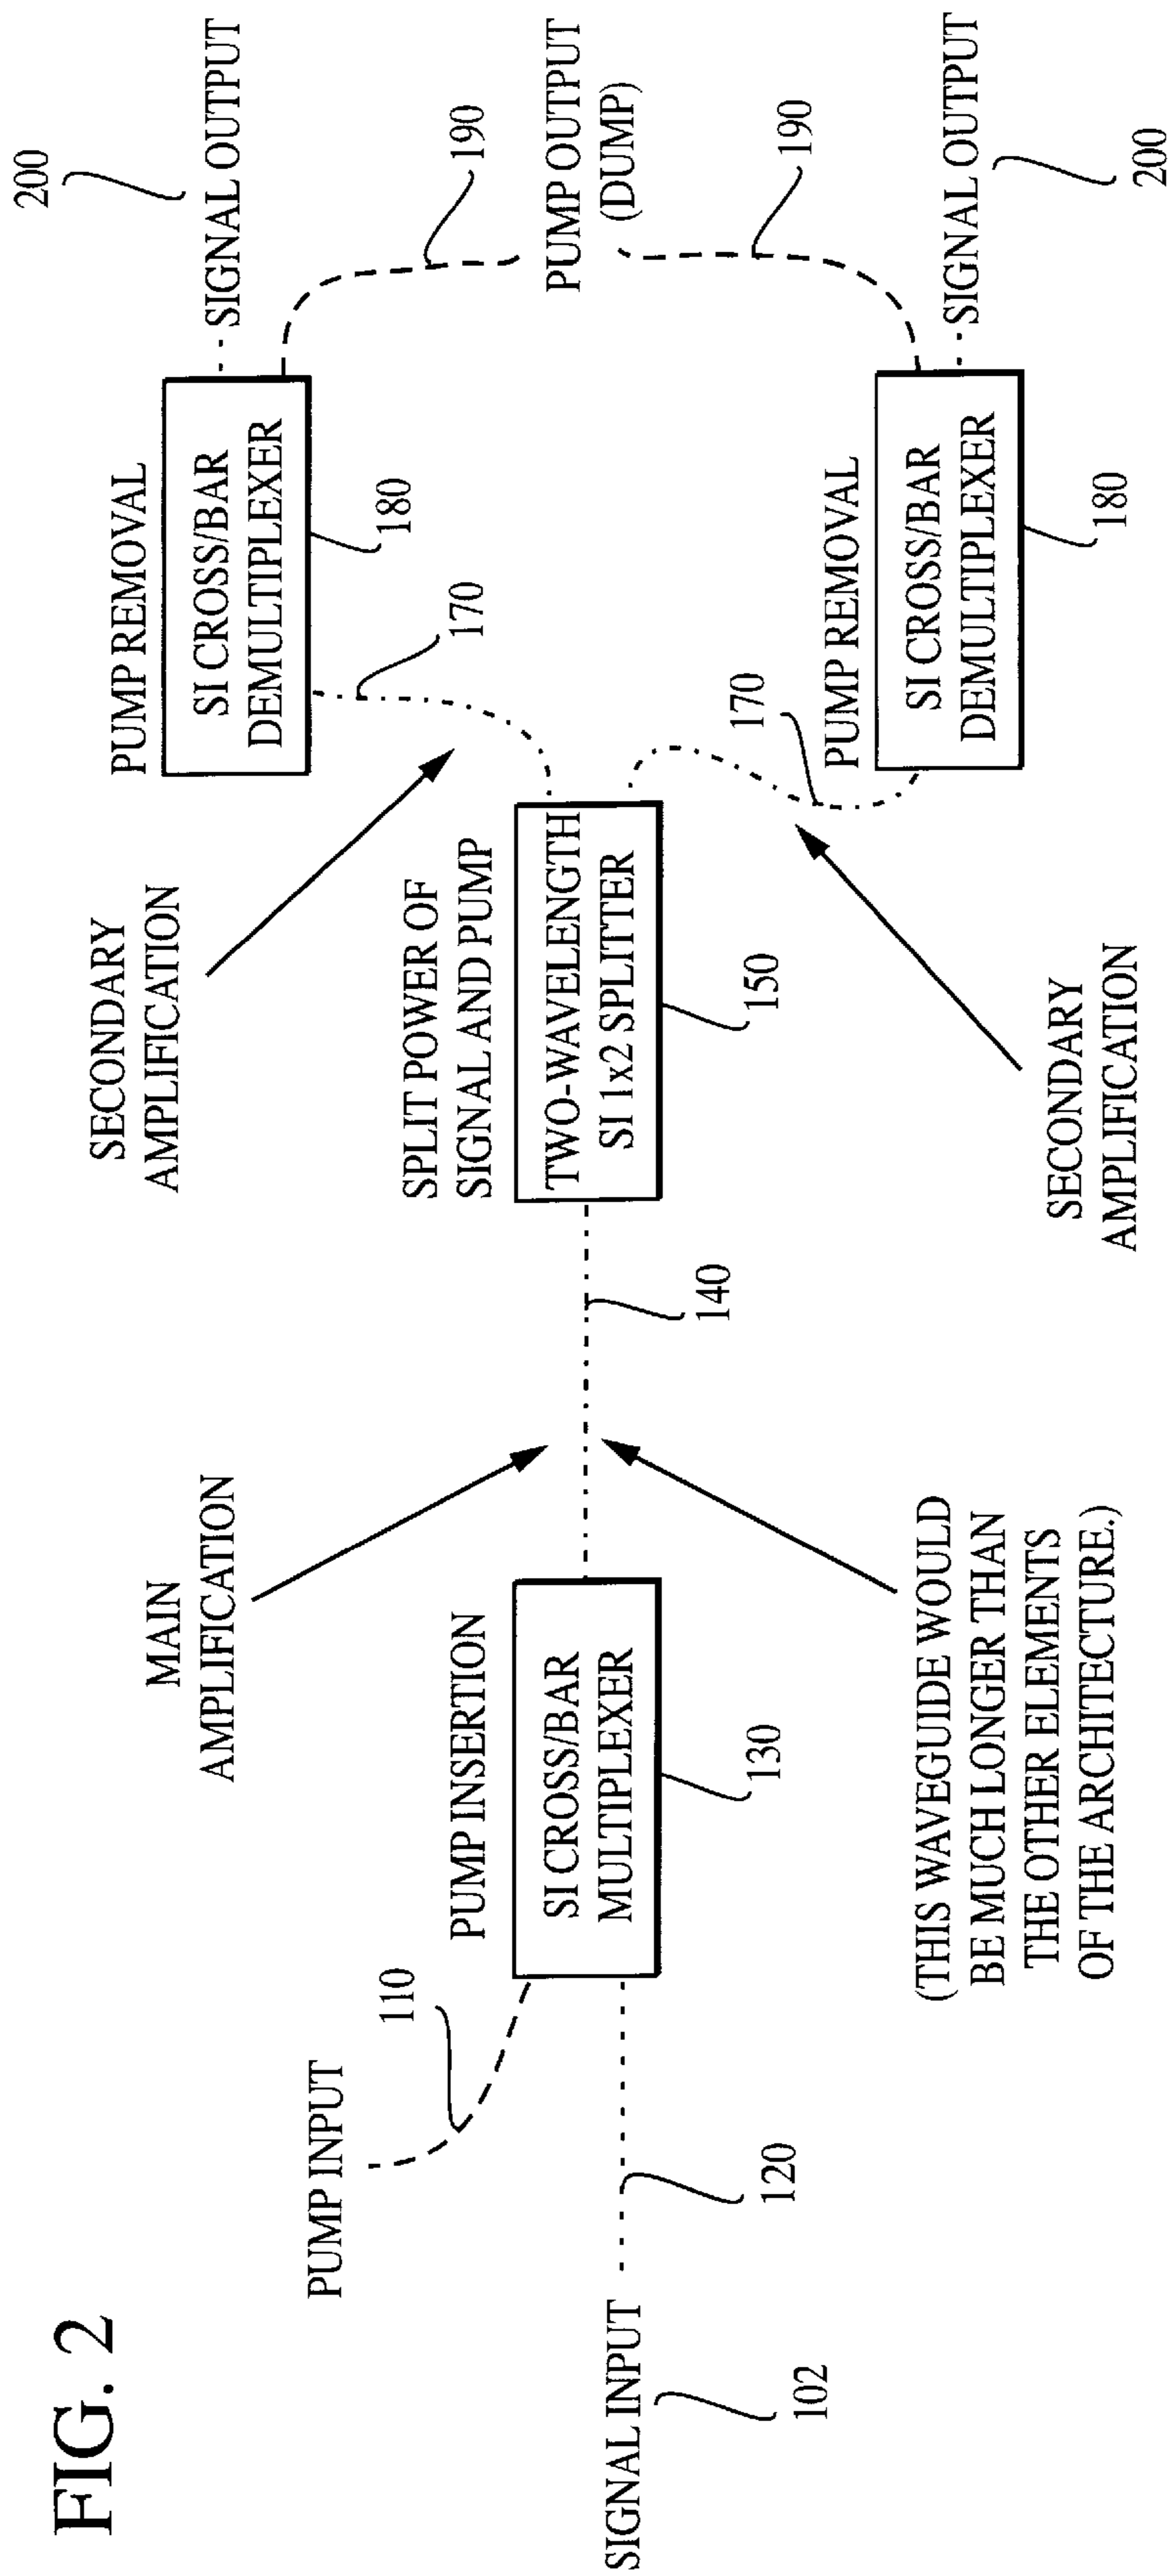 FIG. 2
SIGNAL INPUT
102
120
PUMP INPUT
110
PUMP INSERTION
SI CROSS/BAR
MULTIPLEXER
130
MAIN
AMPLIFICATION
(THIS WAVEGUIDE WOULD
BE MUCH LONGER THAN
THE OTHER ELEMENTS
OF THE ARCHITECTURE.)
140
SPLIT POWER OF
SIGNAL AND PUMP
TWO-WAVELENGTH
SI 1x2 SPLITTER
150
SECONDARY
AMPLIFICATION
170
SECONDARY
AMPLIFICATION
170
PUMP REMOVAL
SI CROSS/BAR
DEMULTIPLEXER
180
PUMP REMOVAL
SI CROSS/BAR
DEMULTIPLEXER
180
200
SIGNAL OUTPUT
190
PUMP OUTPUT
(DUMP)
190
SIGNAL OUTPUT
200